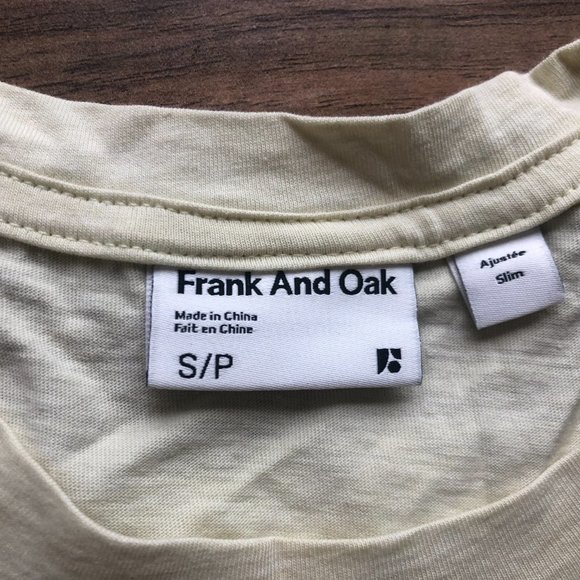 Frank And Oak
Made in China
Fait en Chine
S/P
Ajustée
Slim